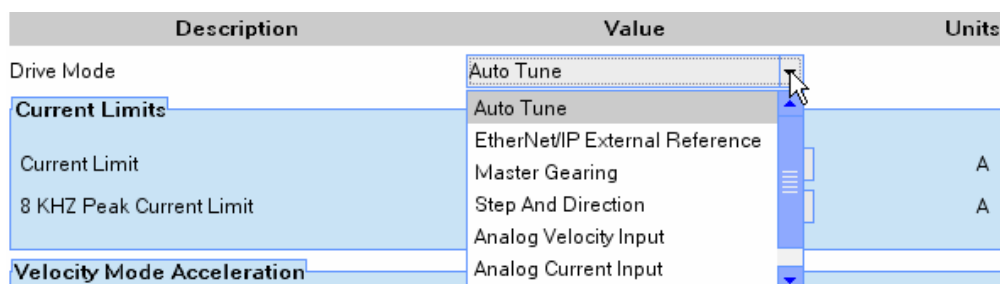 Description Value Units
Drive Mode Auto Tune
Current Limits Auto Tune
EtherNet/IP External Reference
Current Limit Master Gearing A
8 KHZ Peak Current Limit Step And Direction A
Analog Velocity Input
Velocity Mode Acceleration Analog Current Input